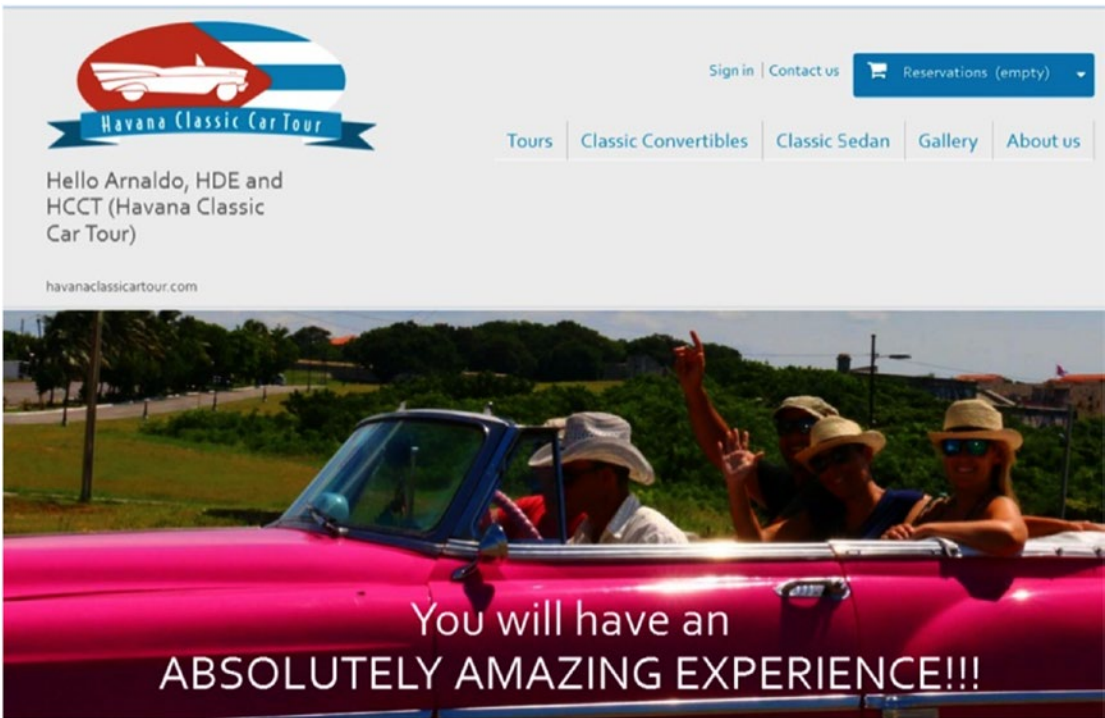 Havana Classic Car Tour
Sign in | Contact us
Reservations (empty)
Tours
Classic Convertibles
Classic Sedan
Gallery
About us
Hello Arnaldo, HDE and
HCCT (Havana Classic
Car Tour)
havanaclassicartour.com
You will have an
ABSOLUTELY AMAZING EXPERIENCE!!!